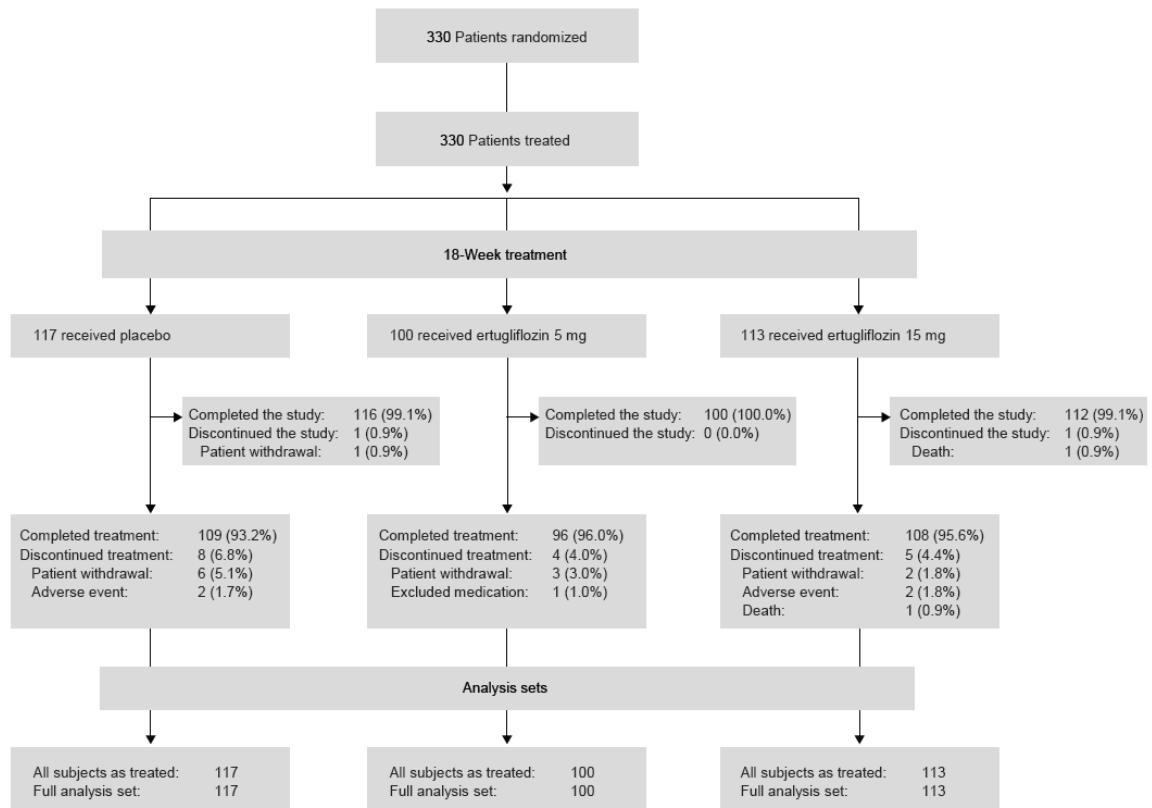 330 Patients randomized
330 Patients treated
18-Week treatment
117 received placebo
100 received ertugliflozin 5 mg
113 received ertugliflozin 15 mg
Completed the study: 116 (99.1%)
Discontinued the study: 1 (0.9%)
Patient withdrawal: 1 (0.9%)
Completed the study: 100 (100.0%)
Discontinued the study: 0 (0.0%)
Completed the study: 112 (99.1%)
Discontinued the study: 1 (0.9%)
Death: 1 (0.9%)
Completed treatment: 109 (93.2%)
Discontinued treatment: 8 (6.8%)
Patient withdrawal: 6 (5.1%)
Adverse event: 2 (1.7%)
Completed treatment: 96 (96.0%)
Discontinued treatment: 4 (4.0%)
Patient withdrawal: 3 (3.0%)
Excluded medication: 1 (1.0%)
Completed treatment: 108 (95.6%)
Discontinued treatment: 5 (4.4%)
Patient withdrawal: 2 (1.8%)
Adverse event: 2 (1.8%)
Death: 1 (0.9%)
Analysis sets
All subjects as treated: 117
Full analysis set: 117
All subjects as treated: 100
Full analysis set: 100
All subjects as treated: 113
Full analysis set: 113